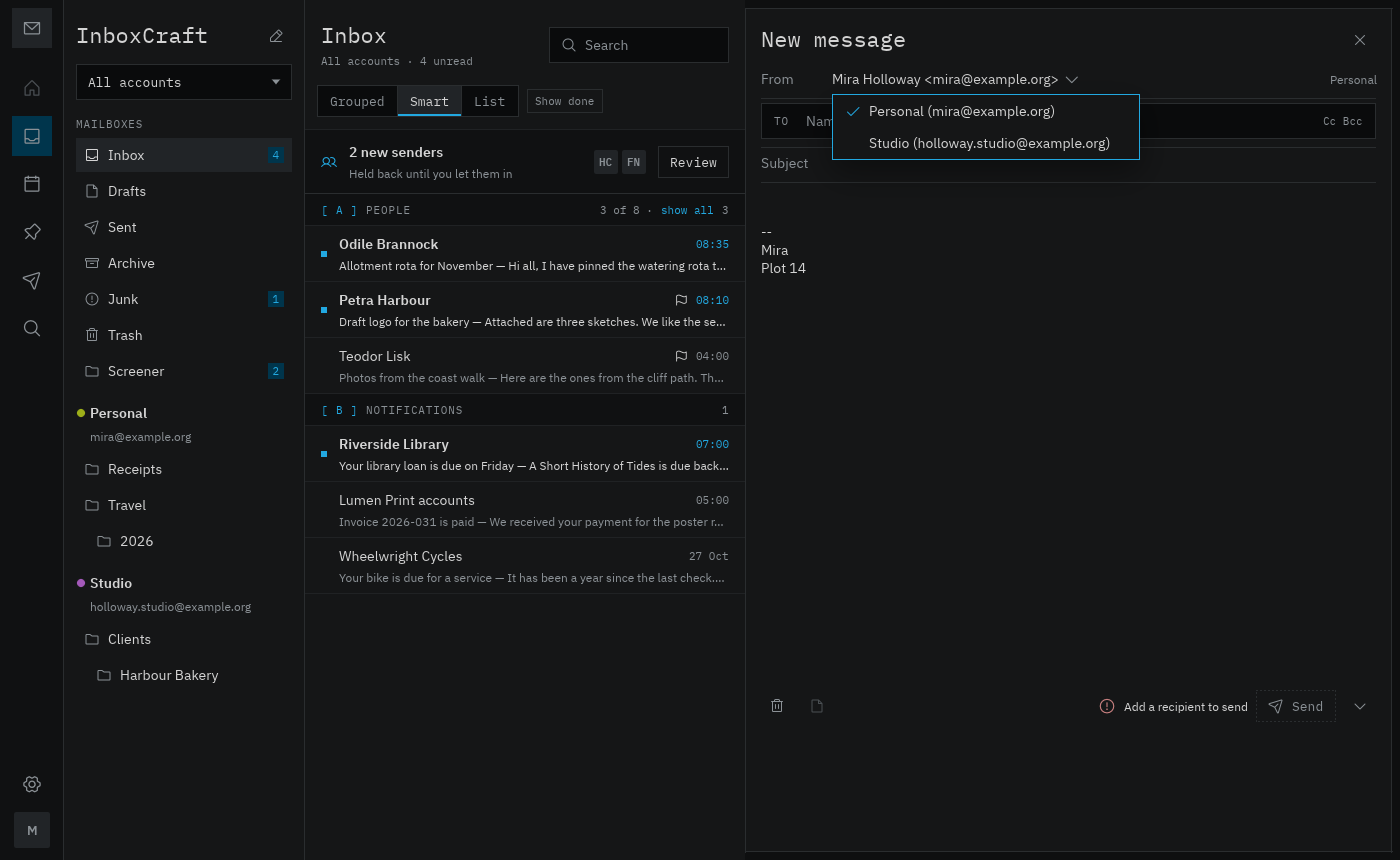 InboxCraft
All accounts
MAILBOXES
Inbox 4
Drafts
Sent
Archive
Junk 1
Trash
Screener 2
Personal
mira@example.org
Receipts
Travel
2026
Studio
holloway.studio@example.org
Clients
Harbour Bakery
M
Inbox
All accounts · 4 unread
Search
Grouped Smart List Show done
2 new senders
Held back until you let them in
HC FN Review
[ A ] PEOPLE 3 of 8 · show all 3
Odile Brannock 08:35
Allotment rota for November — Hi all, I have pinned the watering rota t…
Petra Harbour 08:10
Draft logo for the bakery — Attached are three sketches. We like the se…
Teodor Lisk 04:00
Photos from the coast walk — Here are the ones from the cliff path. Th…
[ B ] NOTIFICATIONS 1
Riverside Library 07:00
Your library loan is due on Friday — A Short History of Tides is due back…
Lumen Print accounts 05:00
Invoice 2026-031 is paid — We received your payment for the poster r…
Wheelwright Cycles 27 Oct
Your bike is due for a service — It has been a year since the last check.…
New message
From Mira Holloway <mira@example.org> Personal
Personal (mira@example.org)
Studio (holloway.studio@example.org)
TO Cc Bcc
Subject
--
Mira
Plot 14
Add a recipient to send Send